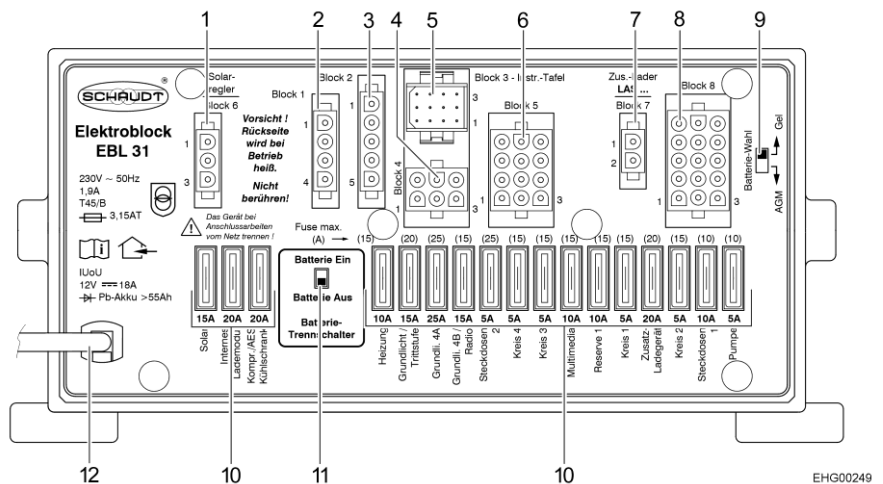 1 2 3 4 5 6 7 8 9
SCHAUDT ®
Elektroblock
EBL 31
230V ~ 50Hz
1,9A
T45/B
3,15AT
i
IUoU
12V 18A
Pb-Akku >55Ah
Solar-
regler
Block 6
1
3
Block 1
1
4
Block 2
1
5
Vorsicht !
Rückseite
wird bei
Betrieb
heiß.
Nicht
berühren!
Das Gerät bei
Anschlussarbeiten
vom Netz trennen !
Block 3 - Instr.-Tafel
3
1
Block 4
1
3
Block 5
1
3
Zus.-Lader
LAS ...
Block 7
1
2
Block 8
1
3
Batterie-Wahl
Gel
AGM
Fuse max.
(A) → (15) (20) (25) (15) (25) (15) (15) (15) (15) (15) (20) (15) (10) (10)
Batterie Ein
Batterie Aus
Batterie-
Trennschalter
15A 20A 20A
10A 15A 25A 15A 5A 5A 5A 10A 10A 5A 20A 5A 10A 5A
Solar
Internes
Lademodul
Kompr./AES
Kühlschrank
Heizung
Grundlicht /
Trittstufe
Grundli. 4A
Grundli. 4B /
Radio
Steckdosen
2
Kreis 4
Kreis 3
Multimedia
Reserve 1
Kreis 1
Zusatz-
Ladegerät
Kreis 2
Steckdosen
1
Pumpe
12 10 11 10
EHG00249